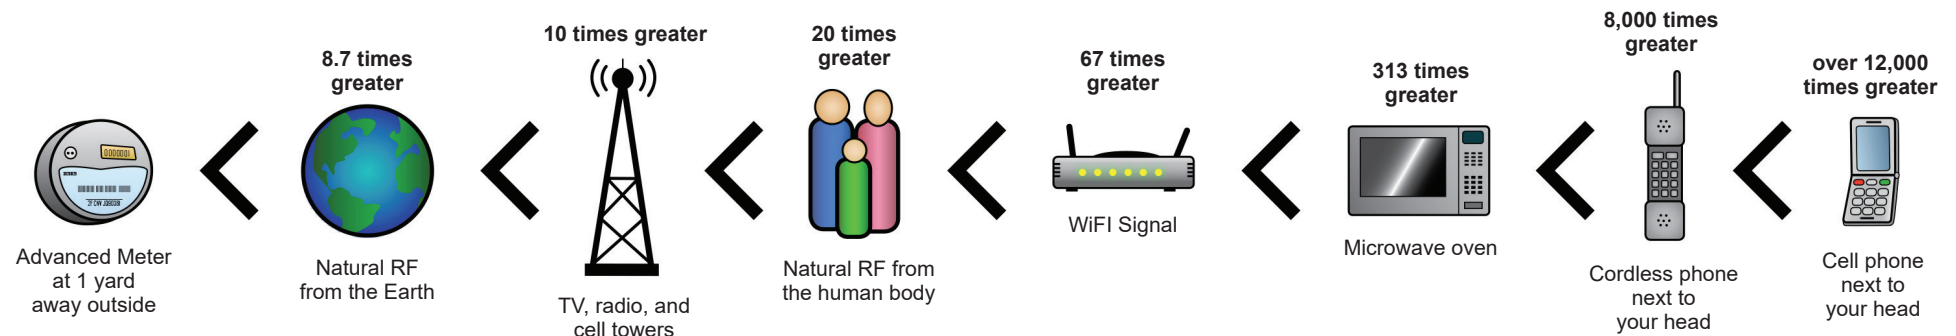 Advanced Meter
at 1 yard
away outside
8.7 times
greater
Natural RF
from the Earth
10 times greater
TV, radio, and
cell towers
20 times
greater
Natural RF from
the human body
67 times
greater
WiFI Signal
313 times
greater
Microwave oven
8,000 times
greater
Cordless phone
next to
your head
over 12,000
times greater
Cell phone
next to
your head